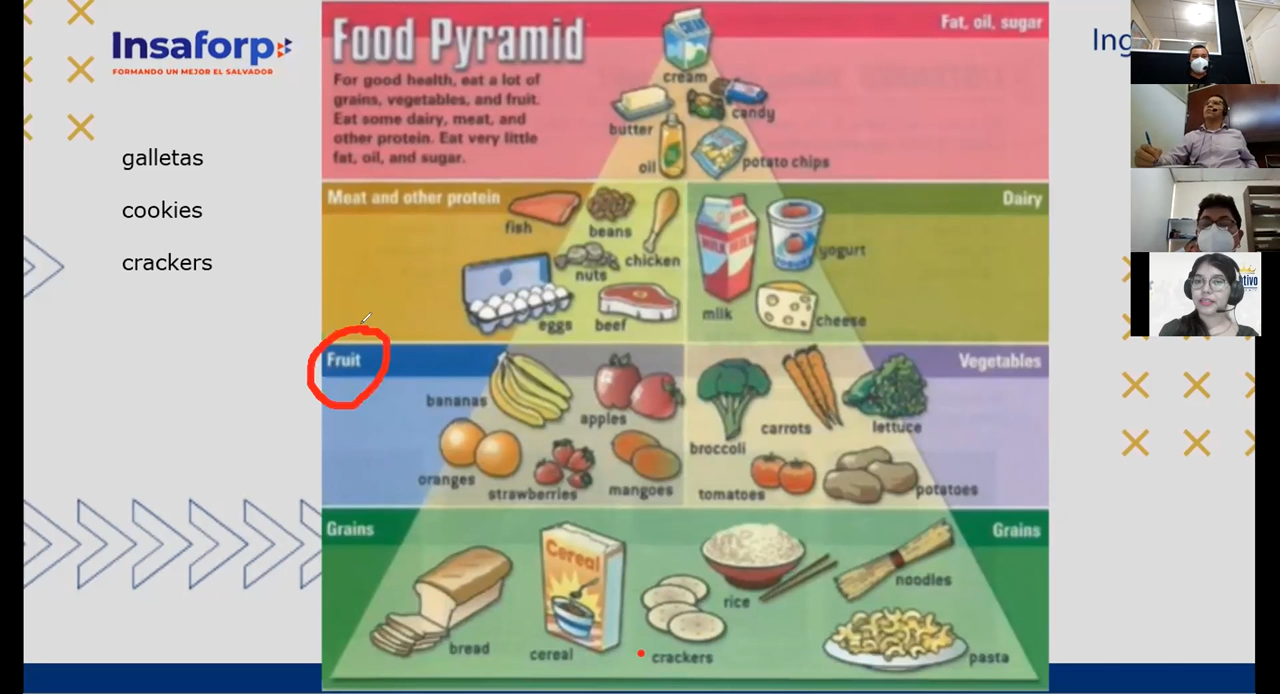 Insaforp
FORMANDO UN MEJOR EL SALVADOR
galletas
cookies
crackers
Food Pyramid
For good health, eat a lot of
grains, vegetables, and fruit.
Eat some dairy, meat, and
other protein. Eat very little
fat, oil, and sugar.
Fat, oil, sugar
CREAM
cream
butter
candy
oil
potato chips
Meat and other protein
fish
beans
chicken
nuts
eggs
beef
Dairy
MILK
yogurt
milk
cheese
Fruit
bananas
apples
oranges
strawberries
mangoes
Vegetables
broccoli
carrots
lettuce
tomatoes
potatoes
Grains
Grains
Cereal
bread
cereal
crackers
rice
noodles
pasta
Ing
tivo